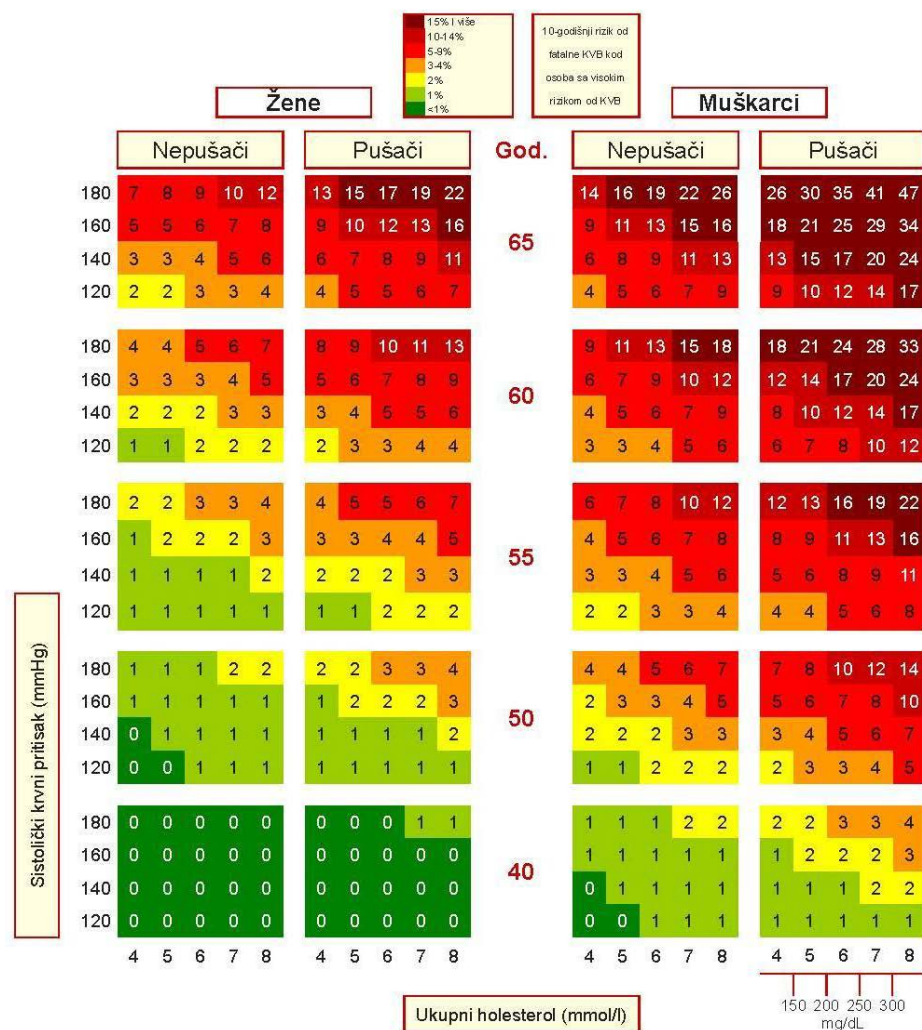 15% I više
10-14%
5-9%
3-4%
2%
1%
<1%
10-godišnji rizik od
fatalne KVB kod
osoba sa visokim
rizikom od KVB
Žene
Muškarci
Nepušači Pušači God. Nepušači Pušači
180 7 8 9 10 12 13 15 17 19 22 14 16 19 22 26 26 30 35 41 47
160 5 5 6 7 8 9 10 12 13 16 9 11 13 15 16 18 21 25 29 34
65
140 3 3 4 5 6 6 7 8 9 11 6 8 9 11 13 13 15 17 20 24
120 2 2 3 3 4 4 5 5 6 7 4 5 6 7 9 9 10 12 14 17
180 4 4 5 6 7 8 9 10 11 13 9 11 13 15 18 18 21 24 28 33
160 3 3 3 4 5 5 6 7 8 9 6 7 9 10 12 12 14 17 20 24
60
140 2 2 2 3 3 3 4 5 5 6 4 5 6 7 9 8 10 12 14 17
120 1 1 2 2 2 2 3 3 4 4 3 3 4 5 6 6 7 8 10 12
180 2 2 3 3 4 4 5 5 6 7 6 7 8 10 12 12 13 16 19 22
160 1 2 2 2 3 3 3 4 4 5 4 5 6 7 8 8 9 11 13 16
55
140 1 1 1 1 2 2 2 2 3 3 3 3 4 5 6 5 6 8 9 11
120 1 1 1 1 1 1 1 2 2 2 2 2 3 3 4 4 4 5 6 8
180 1 1 1 2 2 2 2 3 3 4 4 4 5 6 7 7 8 10 12 14
160 1 1 1 1 1 1 2 2 2 3 2 3 3 4 5 5 6 7 8 10
50
140 0 1 1 1 1 1 1 1 1 2 2 2 2 3 3 3 4 5 6 7
120 0 0 1 1 1 1 1 1 1 1 1 1 2 2 2 2 3 3 4 5
180 0 0 0 0 0 0 0 0 1 1 1 1 1 2 2 2 2 3 3 4
160 0 0 0 0 0 0 0 0 0 0 1 1 1 1 1 1 2 2 2 3
40
140 0 0 0 0 0 0 0 0 0 0 0 1 1 1 1 1 1 1 2 2
120 0 0 0 0 0 0 0 0 0 0 0 0 1 1 1 1 1 1 1 1
4 5 6 7 8 4 5 6 7 8 4 5 6 7 8 4 5 6 7 8
Sistolički krvni pritisak (mmHg)
150 200 250 300
mg/dL
Ukupni holesterol (mmol/l)